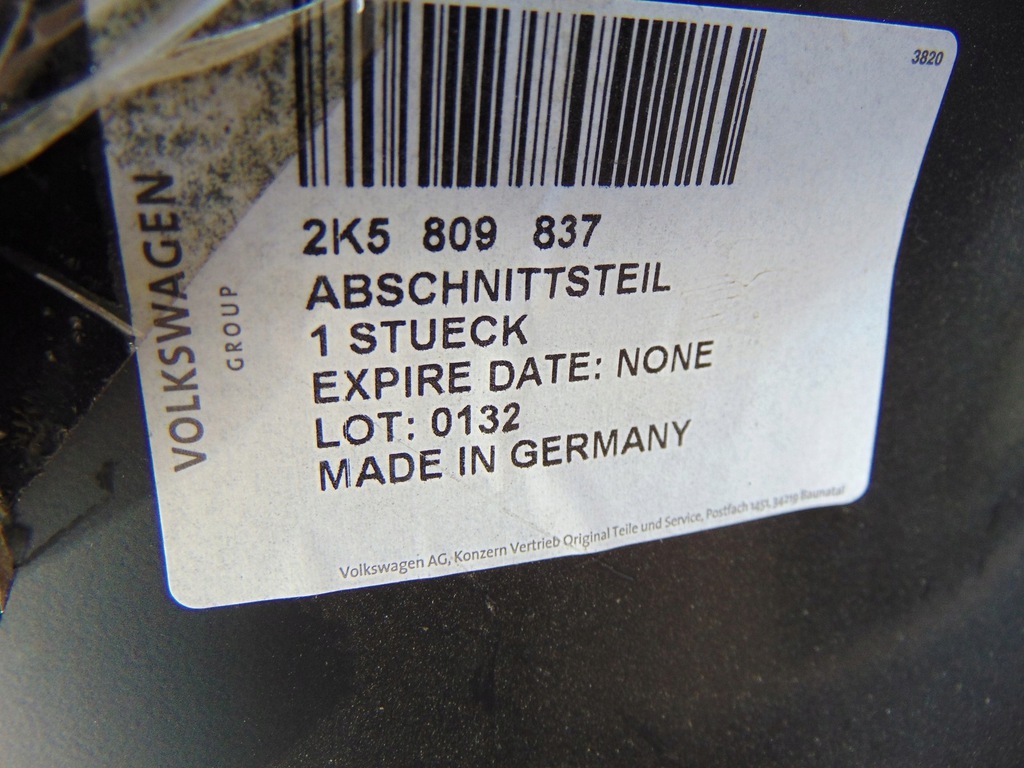 3820
VOLKSWAGEN
GROUP
2K5 809 837
ABSCHNITTSTEIL
1 STUECK
EXPIRE DATE: NONE
LOT: 0132
MADE IN GERMANY
Volkswagen AG, Konzern Vertrieb Original Teile und Service, Postfach 1451, 34219 Baunatal